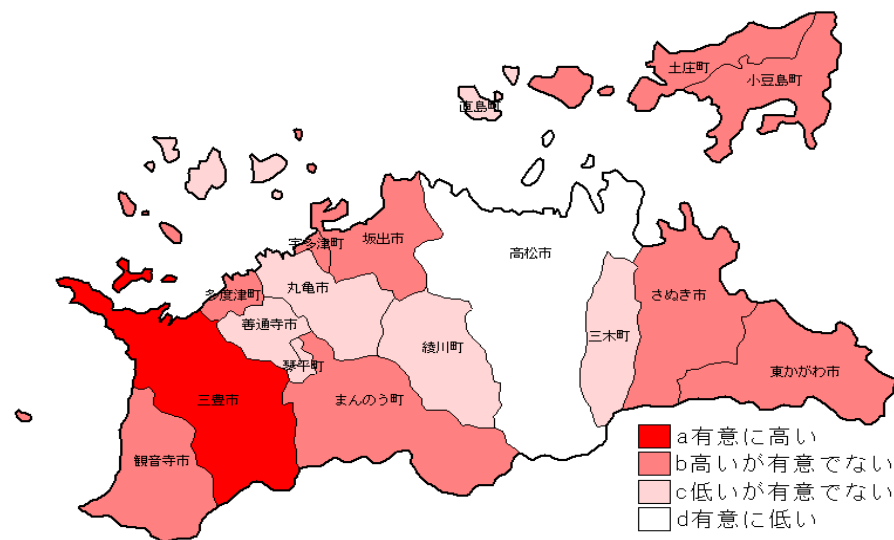 土庄町
小豆島町
直島町
宇多津町
坂出市
高松市
多度津町
丸亀市
さぬき市
善通寺市
綾川町
三木町
琴平町
東かがわ市
三豊市
まんのう町
観音寺市
a有意に高い
b高いが有意でない
c低いが有意でない
d有意に低い